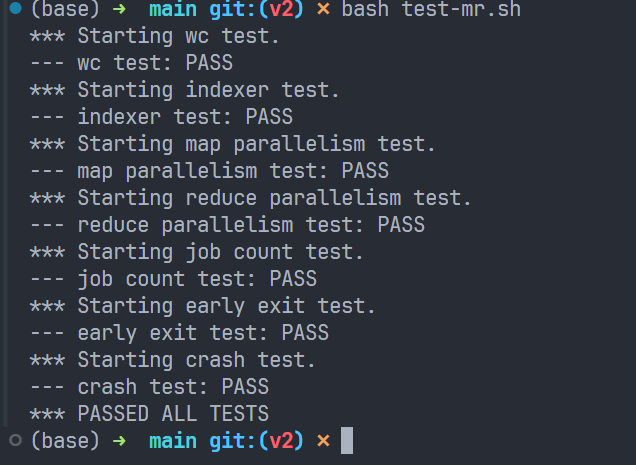 (base) ➜  main git:(v2) ✗ bash test-mr.sh
*** Starting wc test.
--- wc test: PASS
*** Starting indexer test.
--- indexer test: PASS
*** Starting map parallelism test.
--- map parallelism test: PASS
*** Starting reduce parallelism test.
--- reduce parallelism test: PASS
*** Starting job count test.
--- job count test: PASS
*** Starting early exit test.
--- early exit test: PASS
*** Starting crash test.
--- crash test: PASS
*** PASSED ALL TESTS
(base) ➜  main git:(v2) ✗